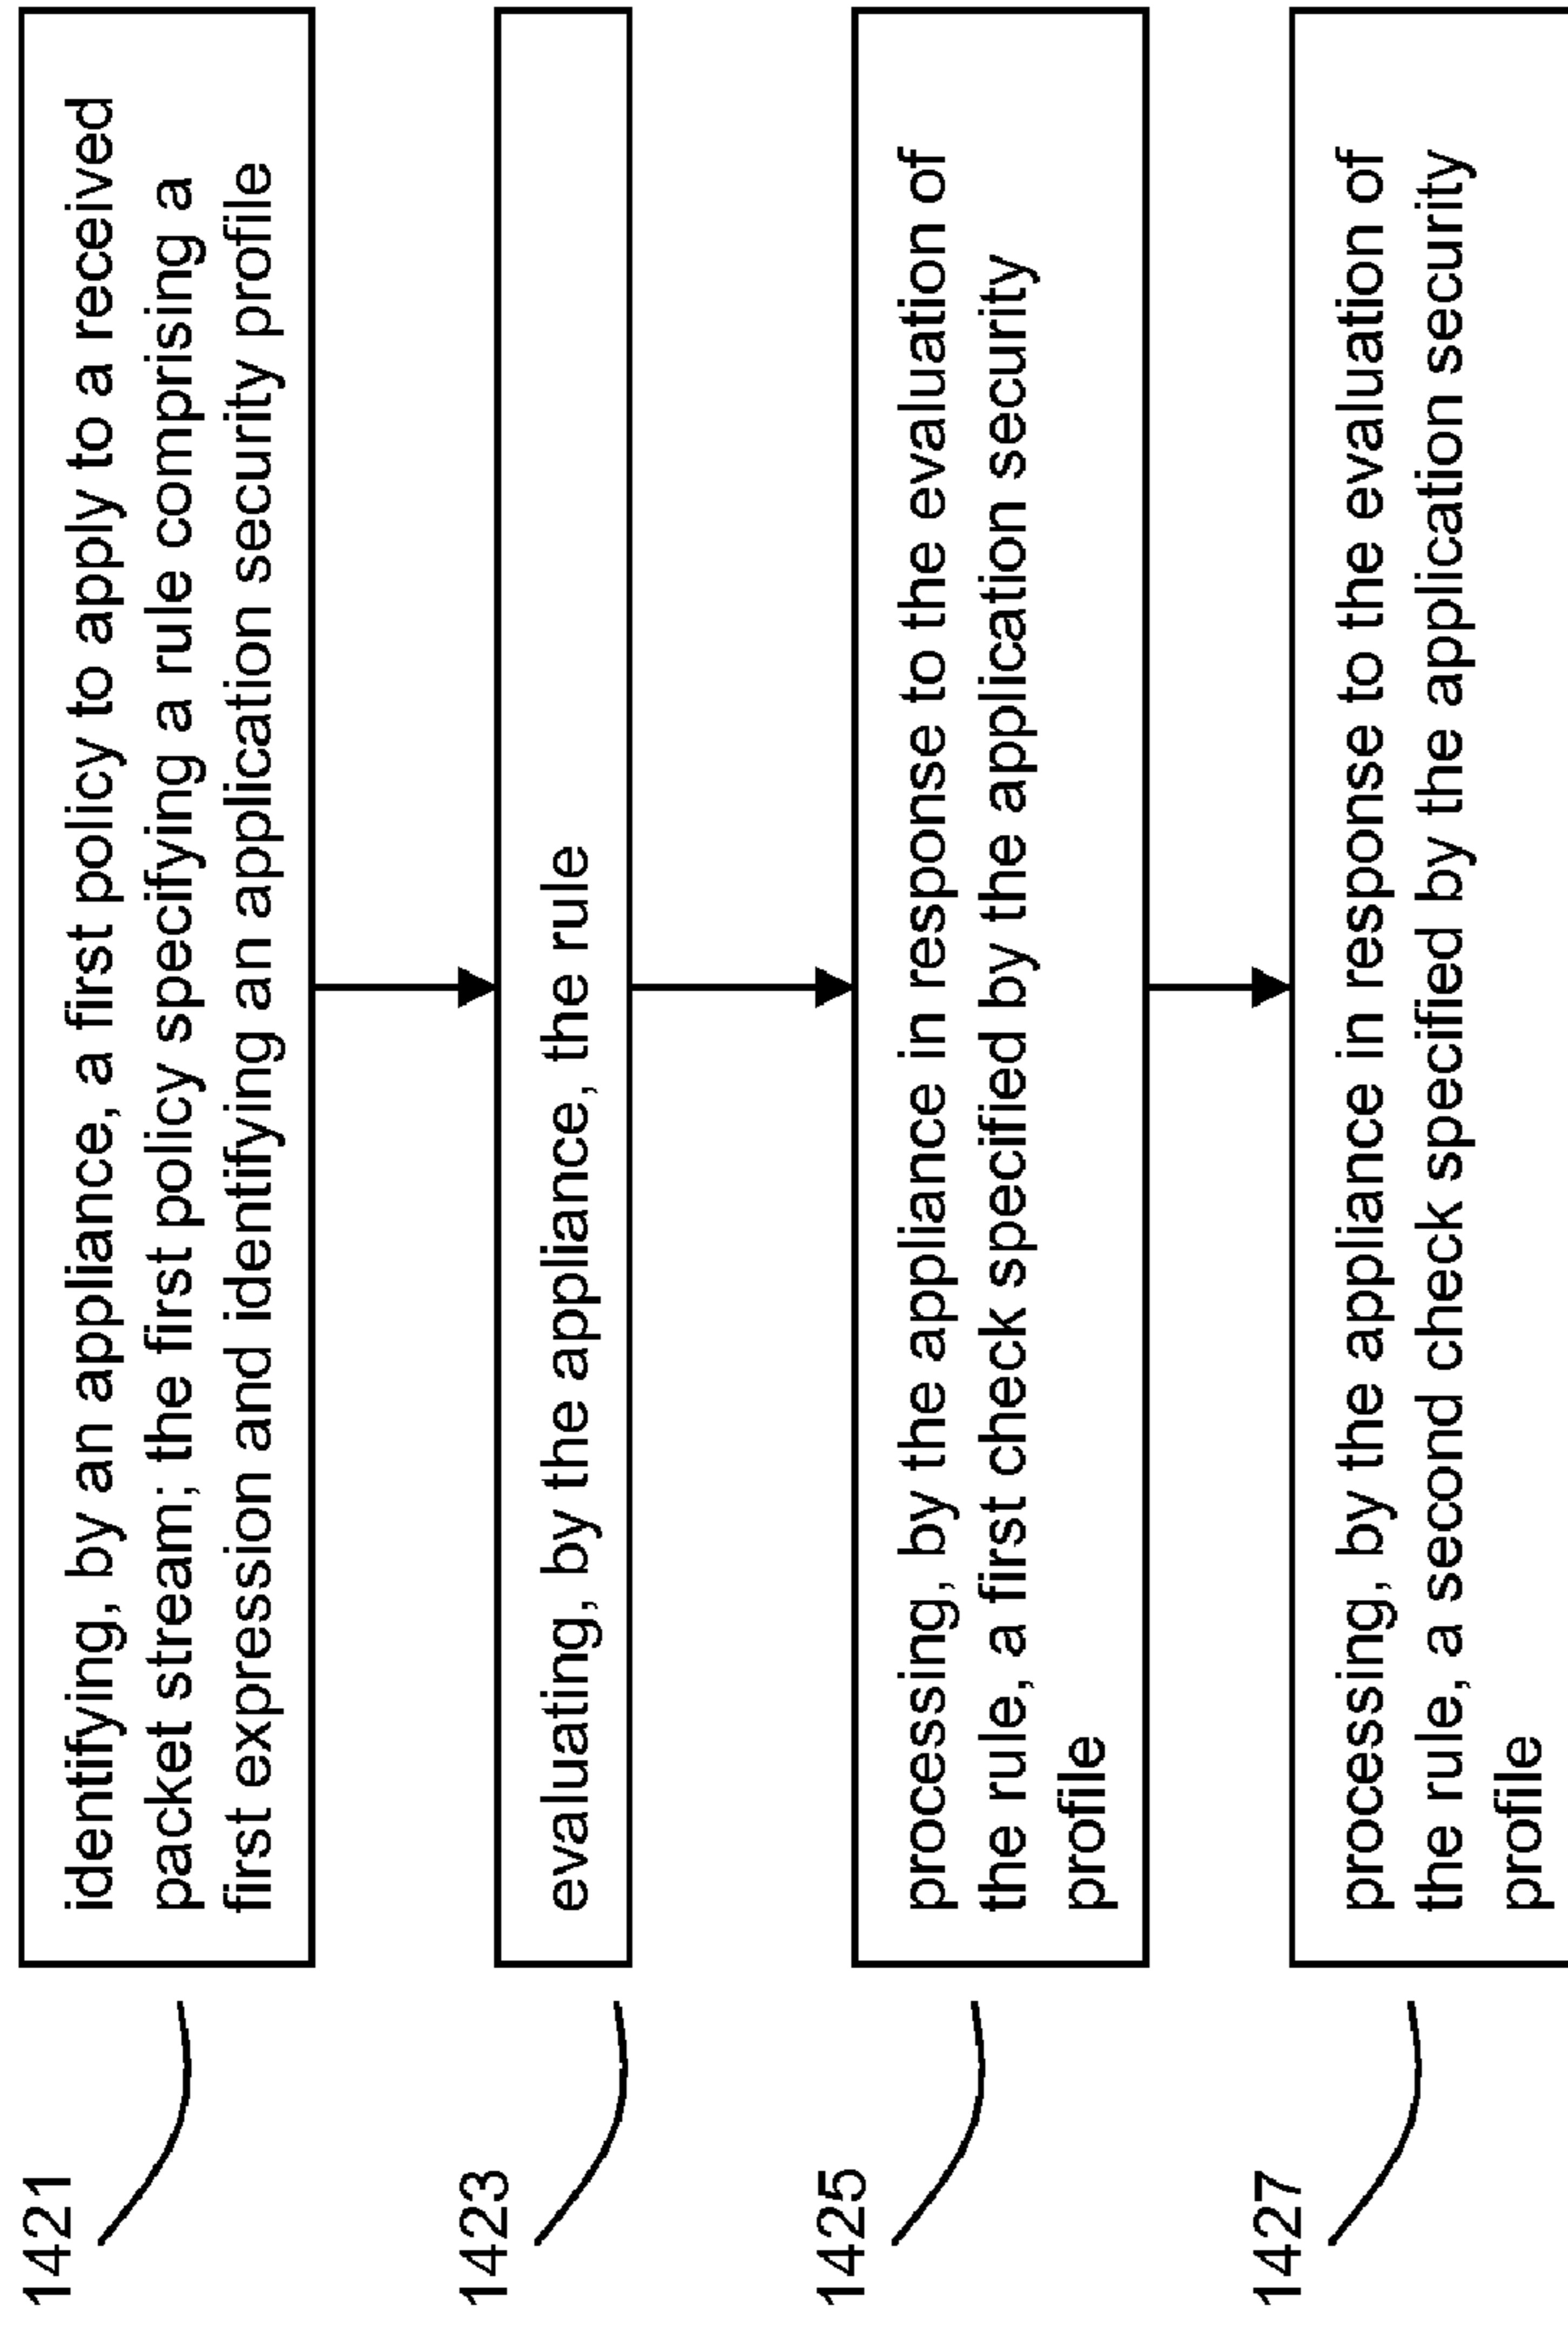 1421
identifying, by an appliance, a first policy to apply to a received
packet stream; the first policy specifying a rule comprising a
first expression and identifying an application security profile
1423
evaluating, by the appliance, the rule
1425
processing, by the appliance in response to the evaluation of
the rule, a first check specified by the application security
profile
1427
processing, by the appliance in response to the evaluation of
the rule, a second check specified by the application security
profile